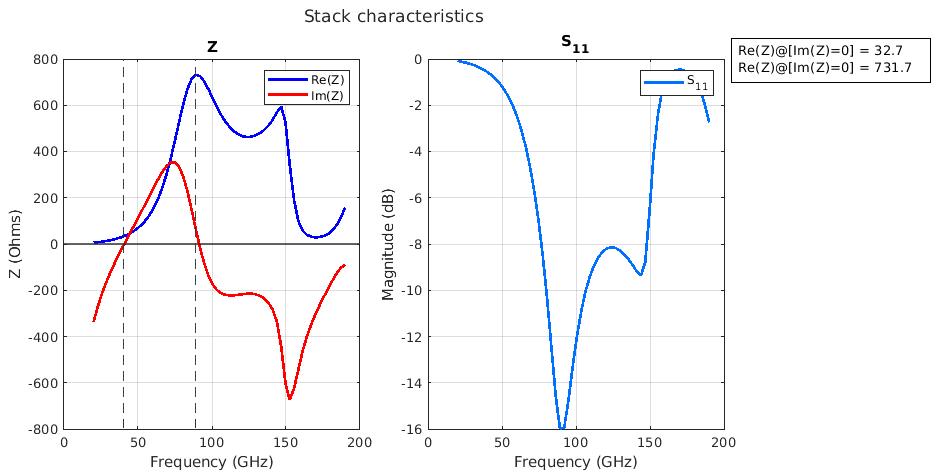 Stack characteristics
Z
S11
Re(Z)@[Im(Z)=0] = 32.7
Re(Z)@[Im(Z)=0] = 731.7
Re(Z)
Im(Z)
S11
Z (Ohms)
800
600
400
200
0
-200
-400
-600
-800
0
50
100
150
200
Frequency (GHz)
Magnitude (dB)
0
-2
-4
-6
-8
-10
-12
-14
-16
0
50
100
150
200
Frequency (GHz)